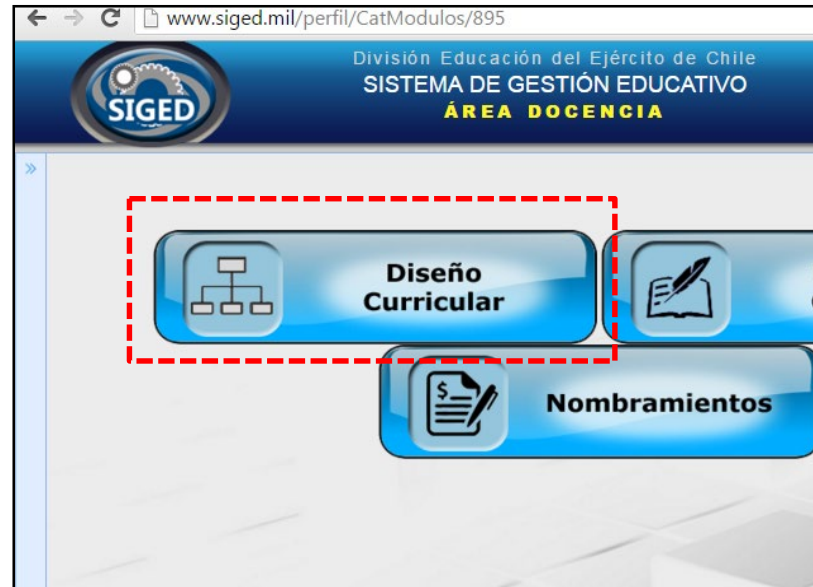 www.siged.mil/perfil/CatModulos/895
División Educación del Ejército de Chile
SISTEMA DE GESTIÓN EDUCATIVO
ÁREA DOCENCIA
SIGED
»
Diseño
Curricular
$
Nombramientos